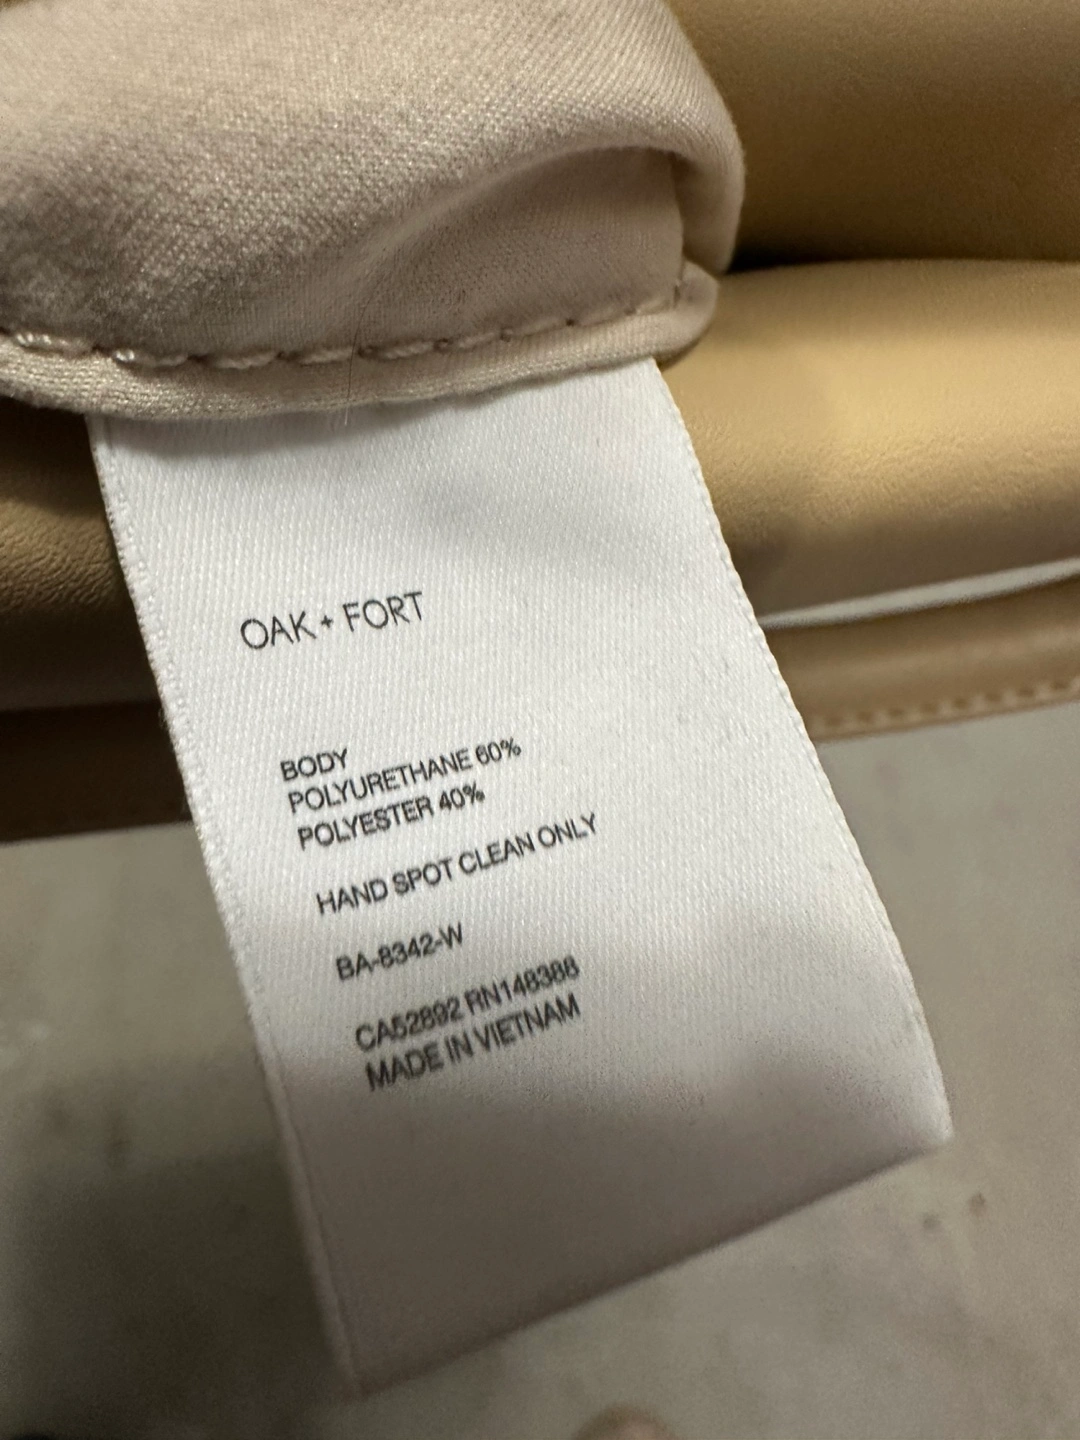 OAK + FORT
BODY
POLYURETHANE 60%
POLYESTER 40%
HAND SPOT CLEAN ONLY
BA-8342-W
CA52892 RN148388
MADE IN VIETNAM